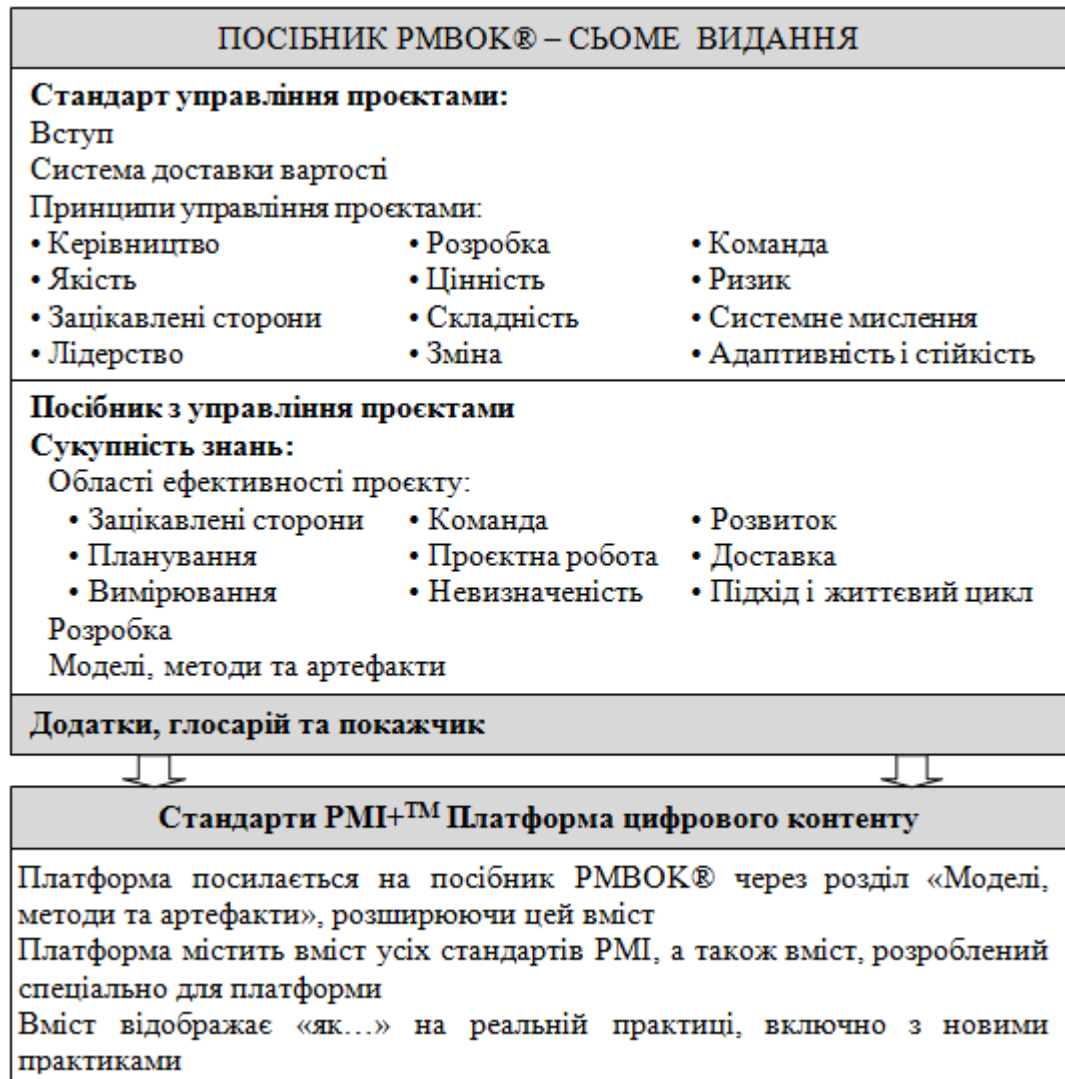 ПОСІБНИК PMBOK® – СЬОМЕ ВИДАННЯ
Стандарт управління проєктами:
Вступ
Система доставки вартості
Принципи управління проєктами:
• Керівництво • Розробка • Команда
• Якість • Цінність • Ризик
• Зацікавлені сторони • Складність • Системне мислення
• Лідерство • Зміна • Адаптивність і стійкість
Посібник з управління проєктами
Сукупність знань:
Області ефективності проєкту:
• Зацікавлені сторони • Команда • Розвиток
• Планування • Проєктна робота • Доставка
• Вимірювання • Невизначеність • Підхід і життєвий цикл
Розробка
Моделі, методи та артефакти
Додатки, глосарій та покажчик
Стандарти PMI+™ Платформа цифрового контенту
Платформа посилається на посібник PMBOK® через розділ «Моделі,
методи та артефакти», розширюючи цей вміст
Платформа містить вміст усіх стандартів PMI, а також вміст, розроблений
спеціально для платформи
Вміст відображає «як…» на реальній практиці, включно з новими
практиками